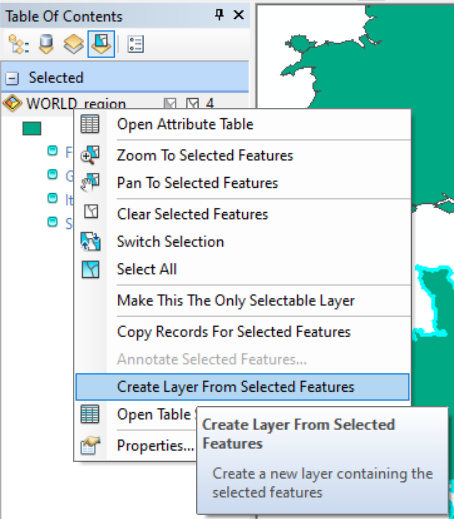 Table Of Contents
Selected
WORLD_region 4
Open Attribute Table
Zoom To Selected Features
Pan To Selected Features
Clear Selected Features
Switch Selection
Select All
Make This The Only Selectable Layer
Copy Records For Selected Features
Annotate Selected Features...
Create Layer From Selected Features
Open Table
Properties...
Create Layer From Selected
Features
Create a new layer containing the
selected features